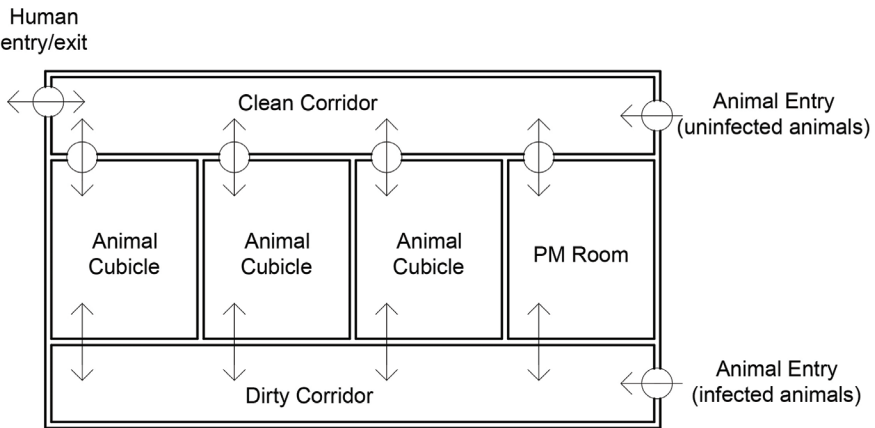 Human
entry/exit
Clean Corridor
Animal Entry
(uninfected animals)
Animal
Cubicle
Animal
Cubicle
Animal
Cubicle
PM Room
Dirty Corridor
Animal Entry
(infected animals)